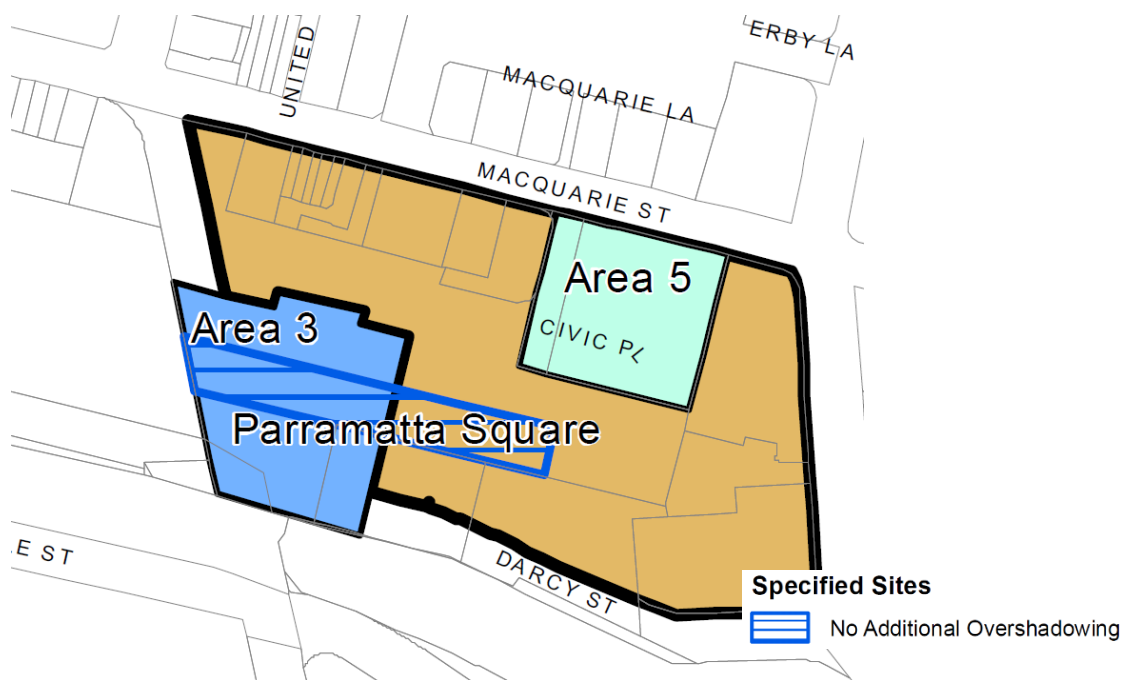 ERBY LA
UNITED
MACQUARIE LA
MACQUARIE ST
Area 5
Area 3
CIVIC PL
Parramatta Square
LE ST
DARCY ST
Specified Sites
No Additional Overshadowing